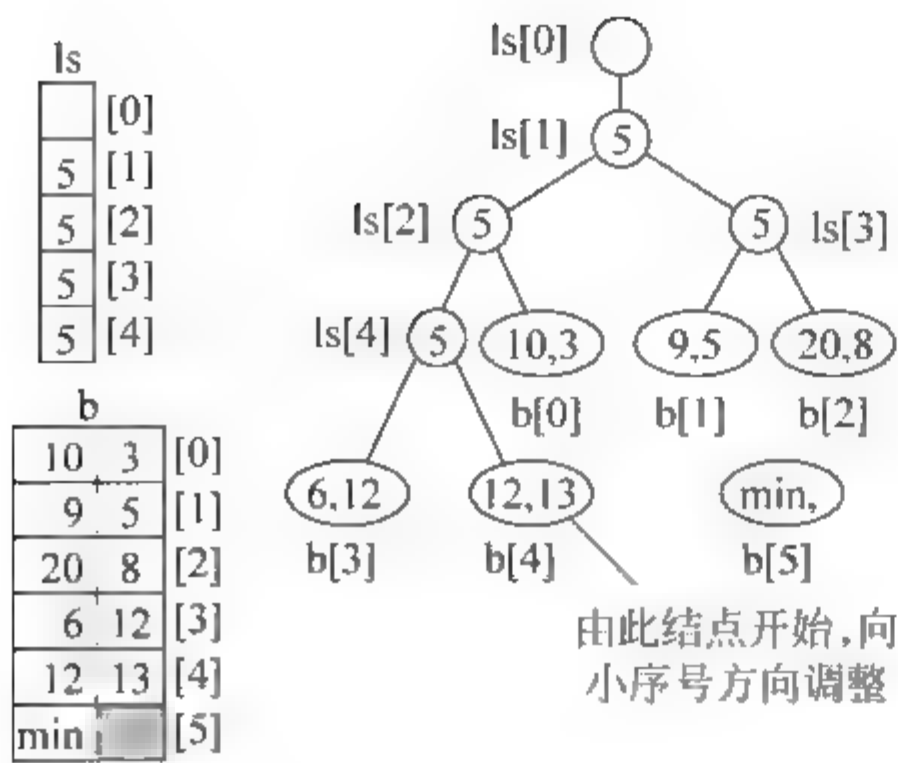 ls
[0]
5 [1]
5 [2]
5 [3]
5 [4]
b
10 3 [0]
9 5 [1]
20 8 [2]
6 12 [3]
12 13 [4]
min [5]
ls[0]
ls[1] 5
ls[2] 5 5 ls[3]
ls[4] 5 10,3 9,5 20,8
b[0] b[1] b[2]
6,12 12,13 min,
b[3] b[4] b[5]
由此结点开始,向
小序号方向调整